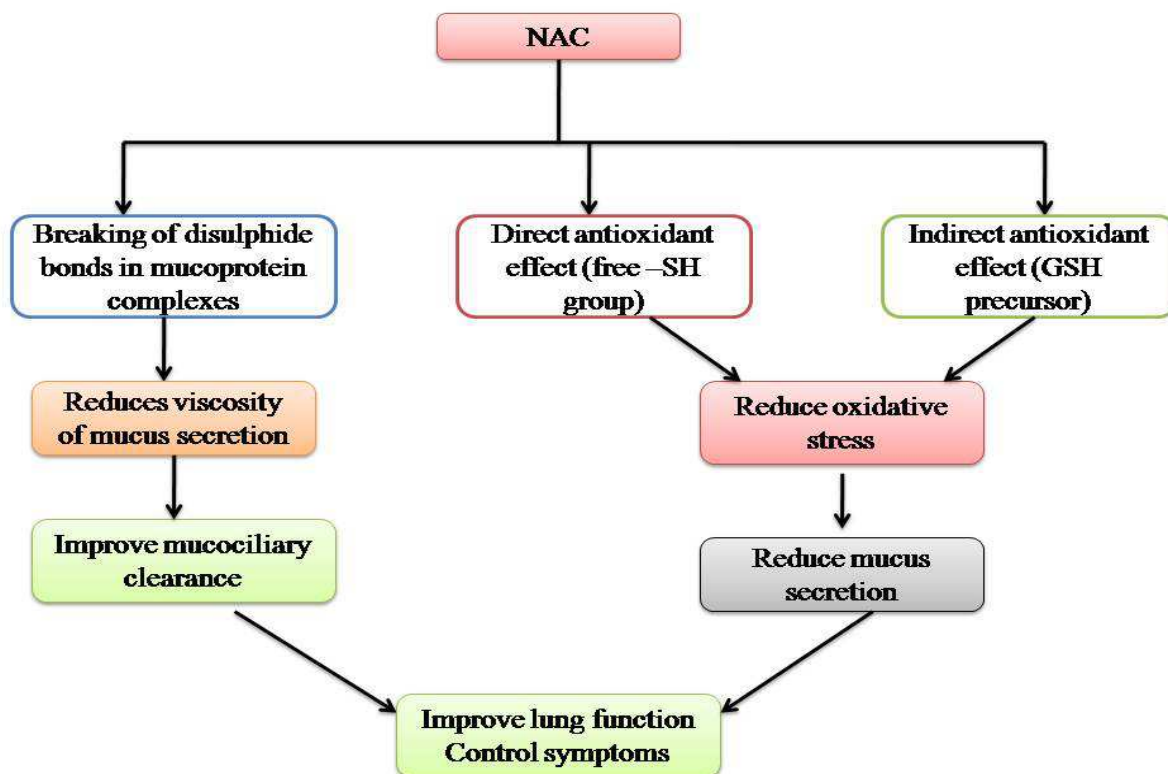 NAC
Breaking of disulphide
bonds in mucoprotein
complexes
Direct antioxidant
effect (free –SH
group)
Indirect antioxidant
effect (GSH
precursor)
Reduces viscosity
of mucus secretion
Reduce oxidative
stress
Improve mucociliary
clearance
Reduce mucus
secretion
Improve lung function
Control symptoms